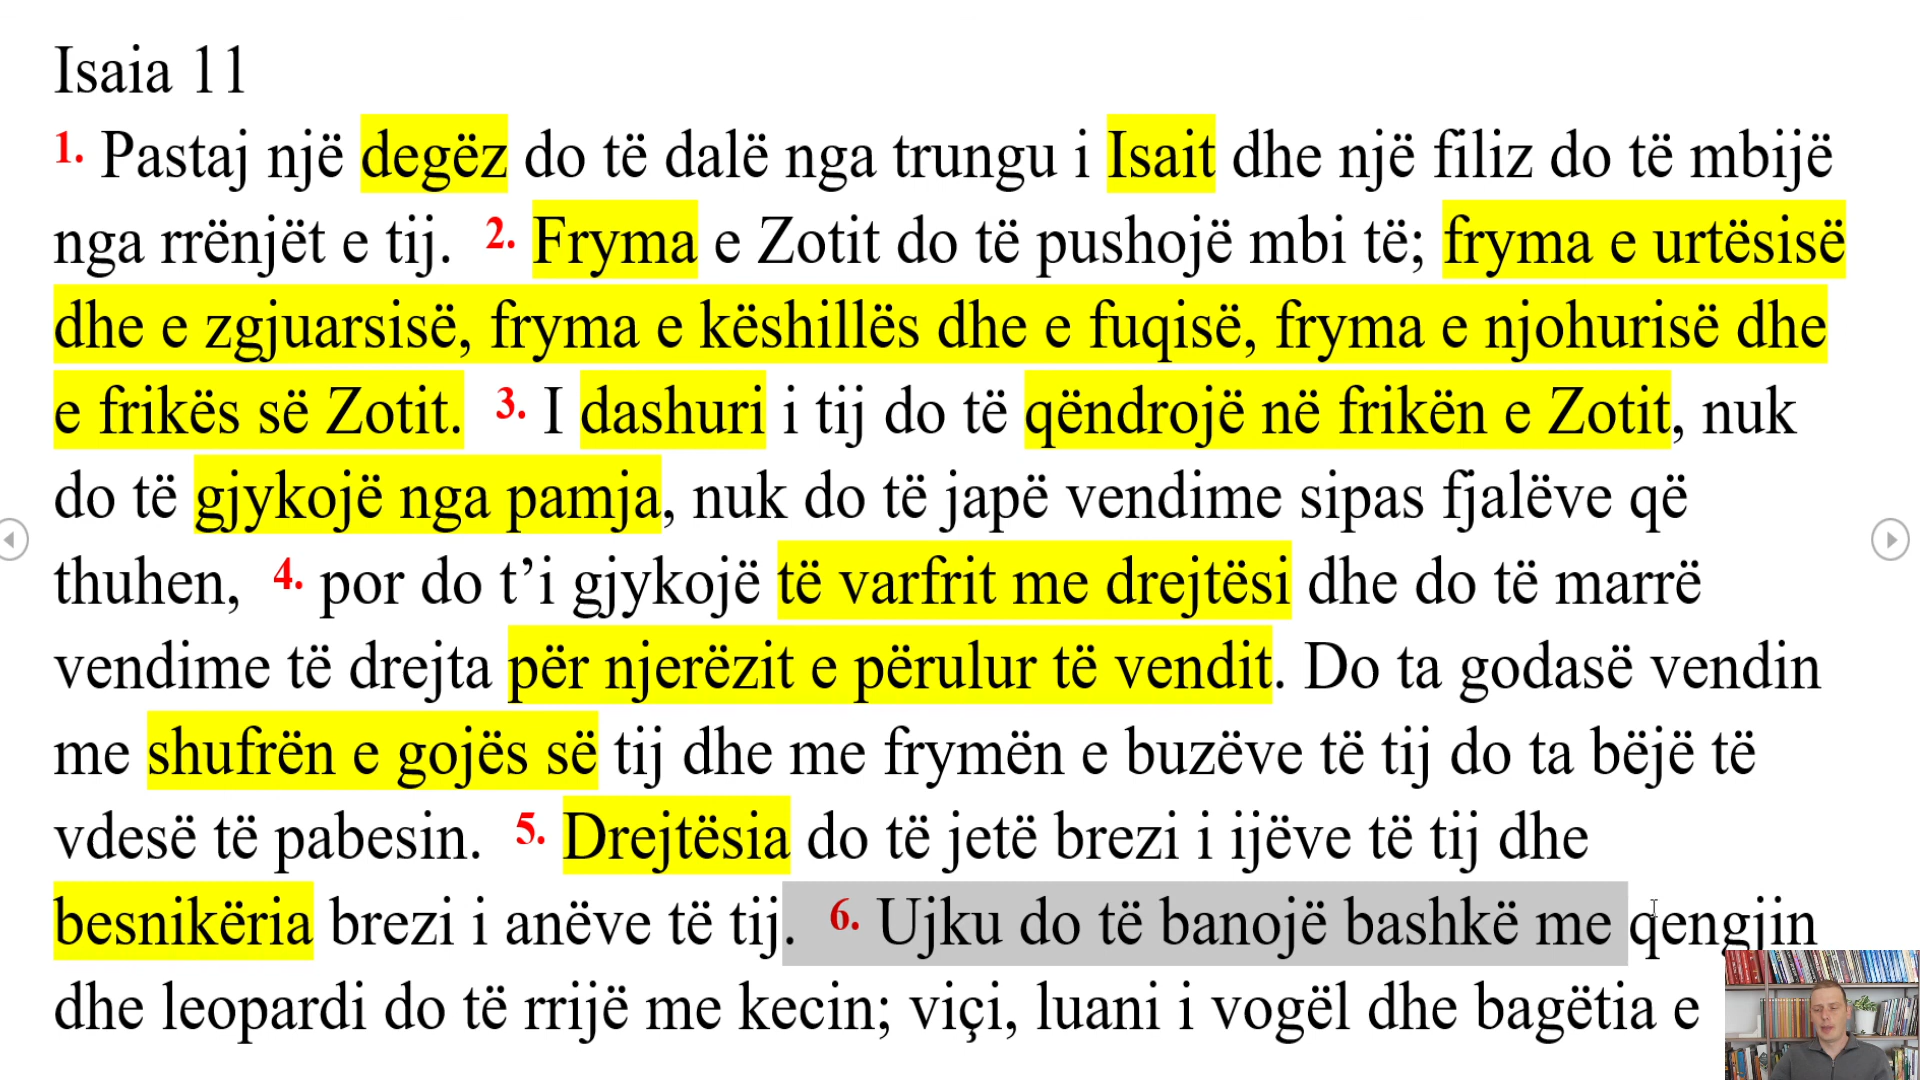 Isaia 11
1. Pastaj një degëz do të dalë nga trungu i Isait dhe një filiz do të mbijë
nga rrënjët e tij. 2. Fryma e Zotit do të pushojë mbi të; fryma e urtësisë
dhe e zgjuarsisë, fryma e këshillës dhe e fuqisë, fryma e njohurisë dhe
e frikës së Zotit. 3. I dashuri i tij do të qëndrojë në frikën e Zotit, nuk
do të gjykojë nga pamja, nuk do të japë vendime sipas fjalëve që
thuhen, 4. por do t’i gjykojë të varfrit me drejtësi dhe do të marrë
vendime të drejta për njerëzit e përulur të vendit. Do ta godasë vendin
me shufrën e gojës së tij dhe me frymën e buzëve të tij do ta bëjë të
vdesë të pabesin. 5. Drejtësia do të jetë brezi i ijëve të tij dhe
besnikëria brezi i anëve të tij. 6. Ujku do të banojë bashkë me qengjin
dhe leopardi do të rrijë me kecin; viçi, luani i vogël dhe bagëtia e